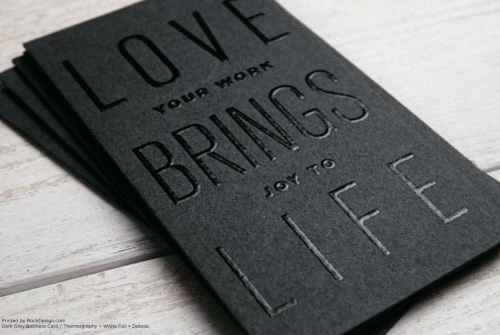 LOVE
YOUR WORK
BRINGS
JOY TO
LIFE
Printed by RockDesign.com
Dark Grey Business Card / Thermography + White Foil + Deboss